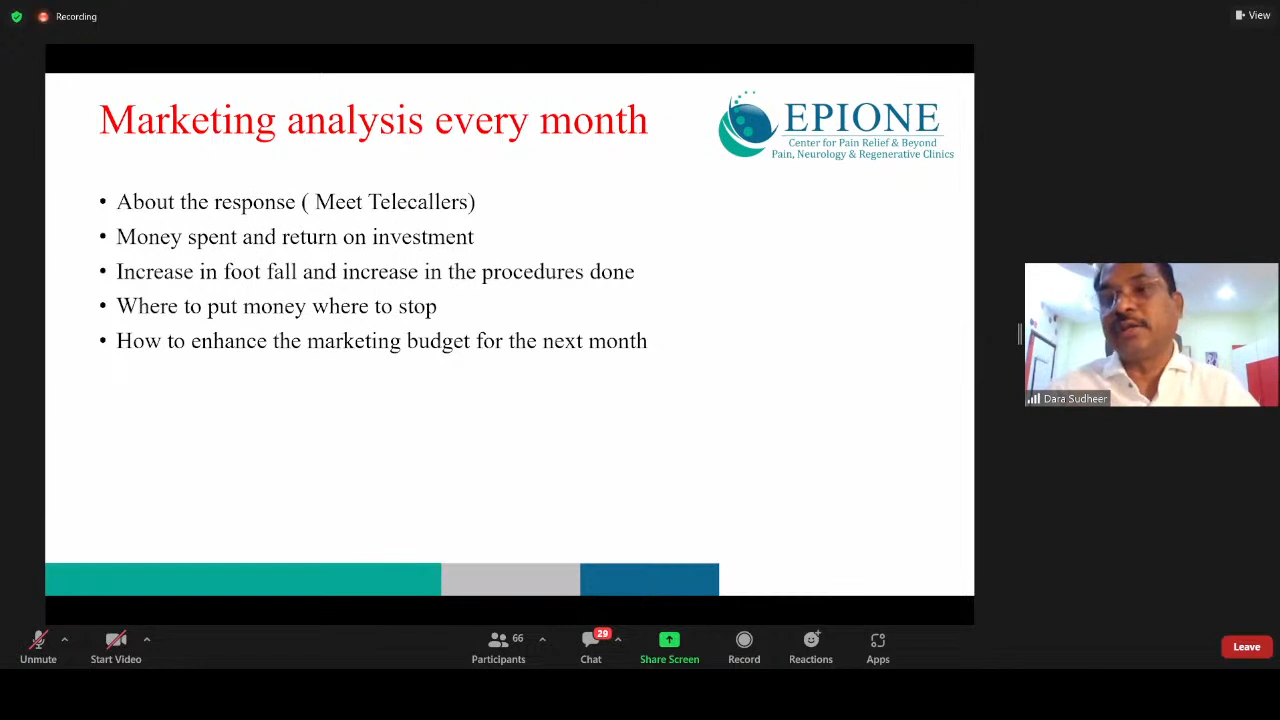 Recording
View
Marketing analysis every month
EPIONE
Center for Pain Relief & Beyond
Pain, Neurology & Regenerative Clinics
• About the response ( Meet Telecallers)
• Money spent and return on investment
• Increase in foot fall and increase in the procedures done
• Where to put money where to stop
• How to enhance the marketing budget for the next month
Dara Sudheer
Unmute
Start Video
66
Participants
29
Chat
Share Screen
Record
Reactions
Apps
Leave